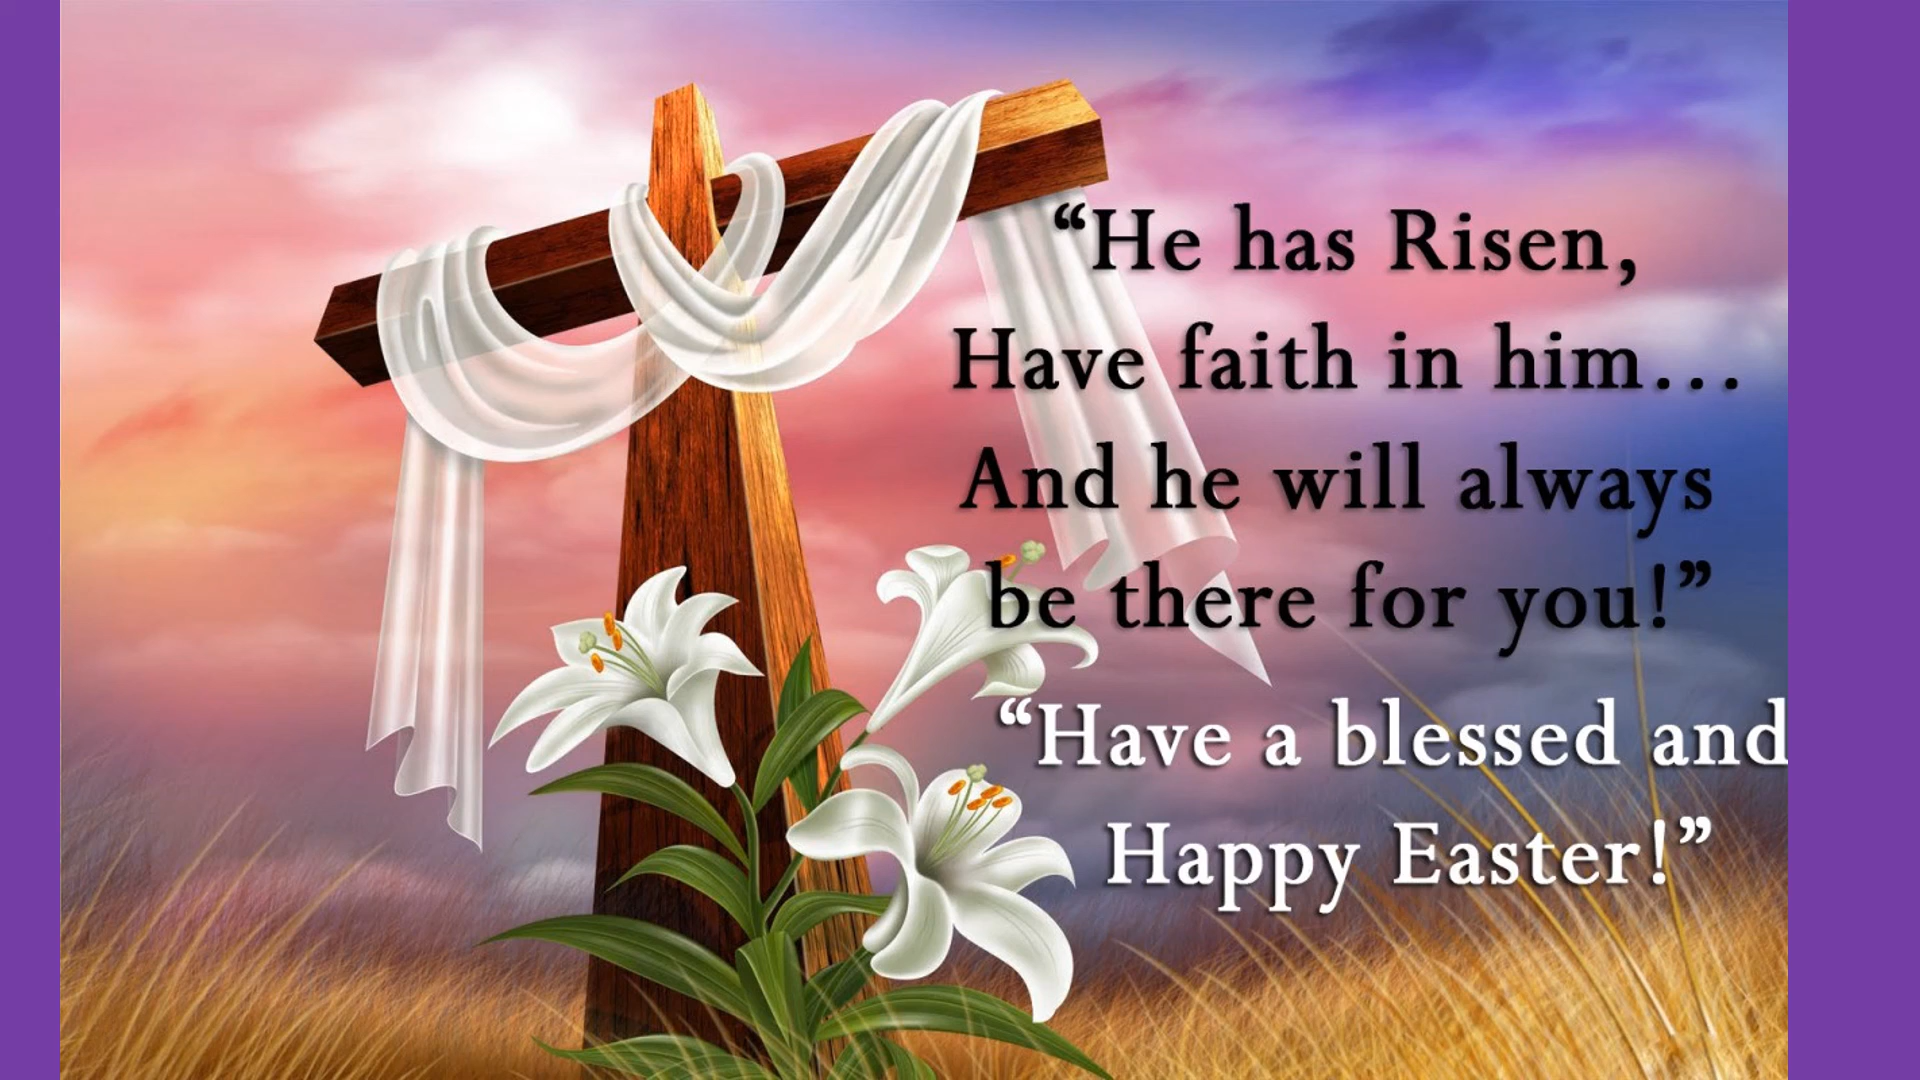 “He has Risen,
Have faith in him...
And he will always
be there for you!”
“Have a blessed and
Happy Easter!”